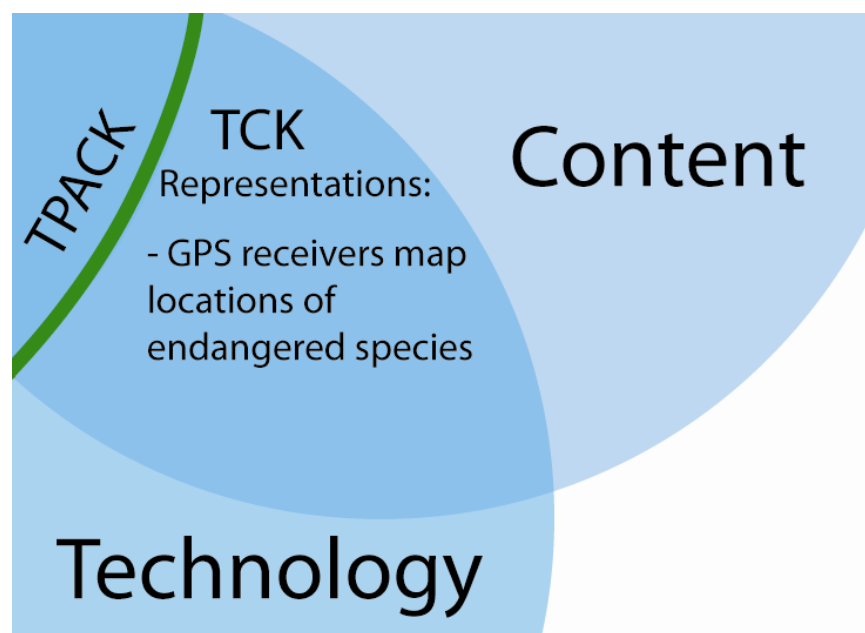 TPACK
TCK
Representations:
- GPS receivers map
locations of
endangered species
Content
Technology